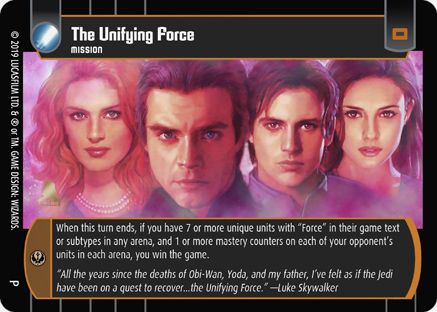 The Unifying Force
MISSION
© 2019 LUCASFILM LTD. & ® OR TM. GAME DESIGN: WIZARDS.
P
When this turn ends, if you have 7 or more unique units with "Force" in their game text
or subtypes in any arena, and 1 or more mastery counters on each of your opponent's
units in each arena, you win the game.
"All the years since the deaths of Obi-Wan, Yoda, and my father, I've felt as if the Jedi
have been on a quest to recover...the Unifying Force." —Luke Skywalker